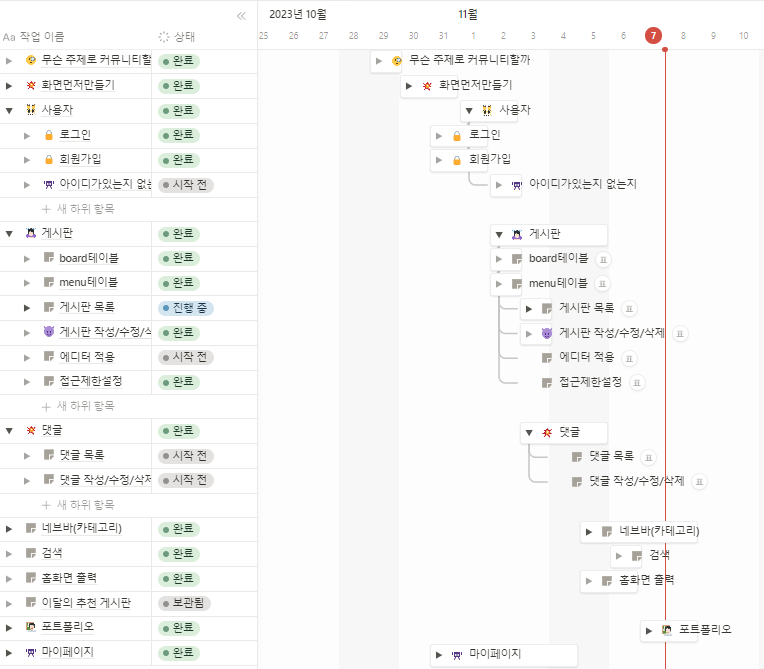 2023년 10월 11월
Aa 작업 이름 상태 25 26 27 28 29 30 31 1 2 3 4 5 6 7 8 9 10
무슨 주제로 커뮤니티할 완료 무슨 주제로 커뮤니티할까
화면먼저만들기 완료 화면먼저만들기
사용자 완료 사용자
로그인 완료 로그인
회원가입 완료 회원가입
아이디가있는지 없는 시작 전 아이디가있는지 없는지
+ 새 하위 항목
게시판 완료 게시판
board테이블 완료 board테이블 표
menu테이블 완료 menu테이블 표
게시판 목록 진행 중 게시판 목록 표
게시판 작성/수정/ 완료 게시판 작성/수정/삭제 표
에디터 적용 시작 전 에디터 적용 표
접근제한설정 완료 접근제한설정 표
+ 새 하위 항목
댓글 완료 댓글
댓글 목록 시작 전 댓글 목록 표
댓글 작성/수정/삭제 시작 전 댓글 작성/수정/삭제 표
+ 새 하위 항목
네브바(카테고리) 완료 네브바(카테고리)
검색 완료 검색
홈화면 출력 완료 홈화면 출력
이달의 추천 게시판 보관됨
포트폴리오 완료 포트폴리오
마이페이지 완료 마이페이지